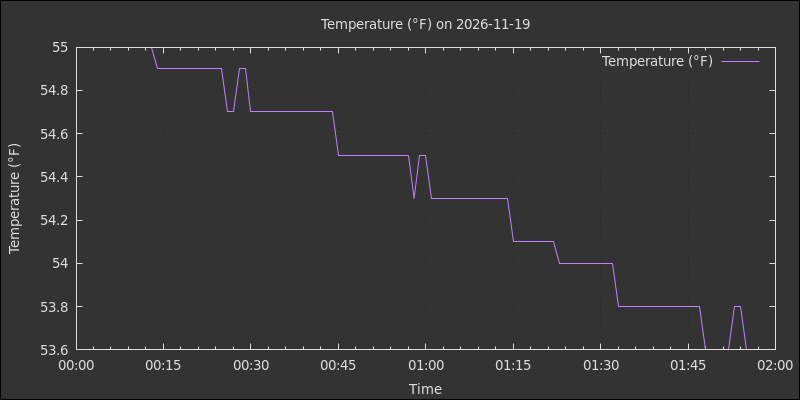 Temperature (°F) on 2026-11-19
Temperature (°F)
55
54.8
54.6
54.4
54.2
54
53.8
53.6
Temperature (°F)
00:00 00:15 00:30 00:45 01:00 01:15 01:30 01:45 02:00
Time